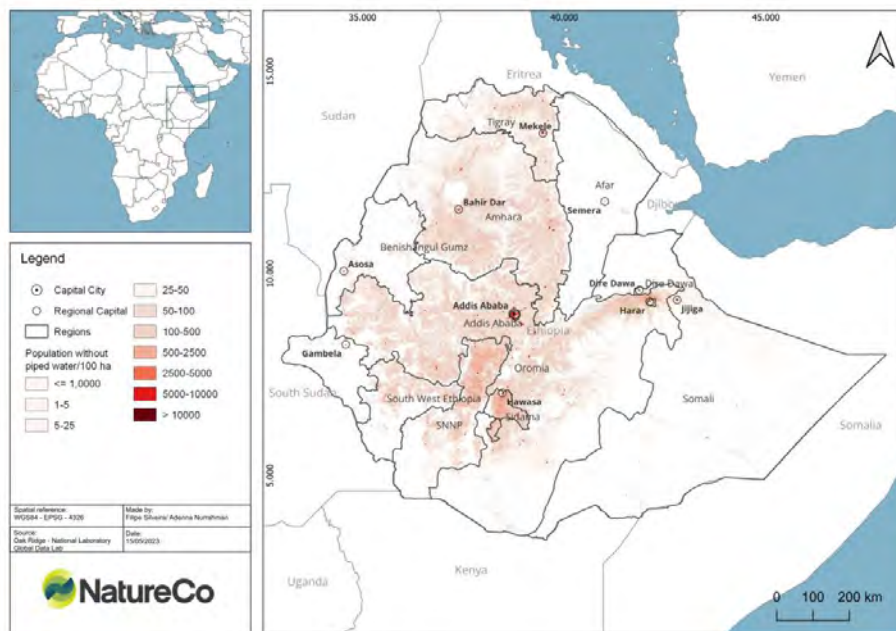 35.000
40.000
45.000
15.000
10.000
5.000
Eritrea
Yemen
Sudan
Tigray
Mekele
Afar
Bahir Dar
Amhara
Semera
Djibou
Benishangul Gumz
Asosa
Dire Dawa
Dire Dawa
Addis Ababa
Addis Ababa
Ethiopia
Harar
Jijiga
Gambela
Oromia
South Sudan
South West Ethiopia
Hawasa
Somali
Sidama
SNNP
Somalia
Uganda
Kenya
0 100 200 km
Legend
Capital City
Regional Capital
Regions
Population without
piped water/100 ha
<= 1,0000
1-5
5-25
25-50
50-100
100-500
500-2500
2500-5000
5000-10000
> 10000
Spatial reference:
WGS84 - EPSG - 4326
Made by:
Filipe Silveira/ Adanna
Source:
Oak Ridge - National Laboratory
Global Data Lab
Date:
15/05/2023
NatureCo